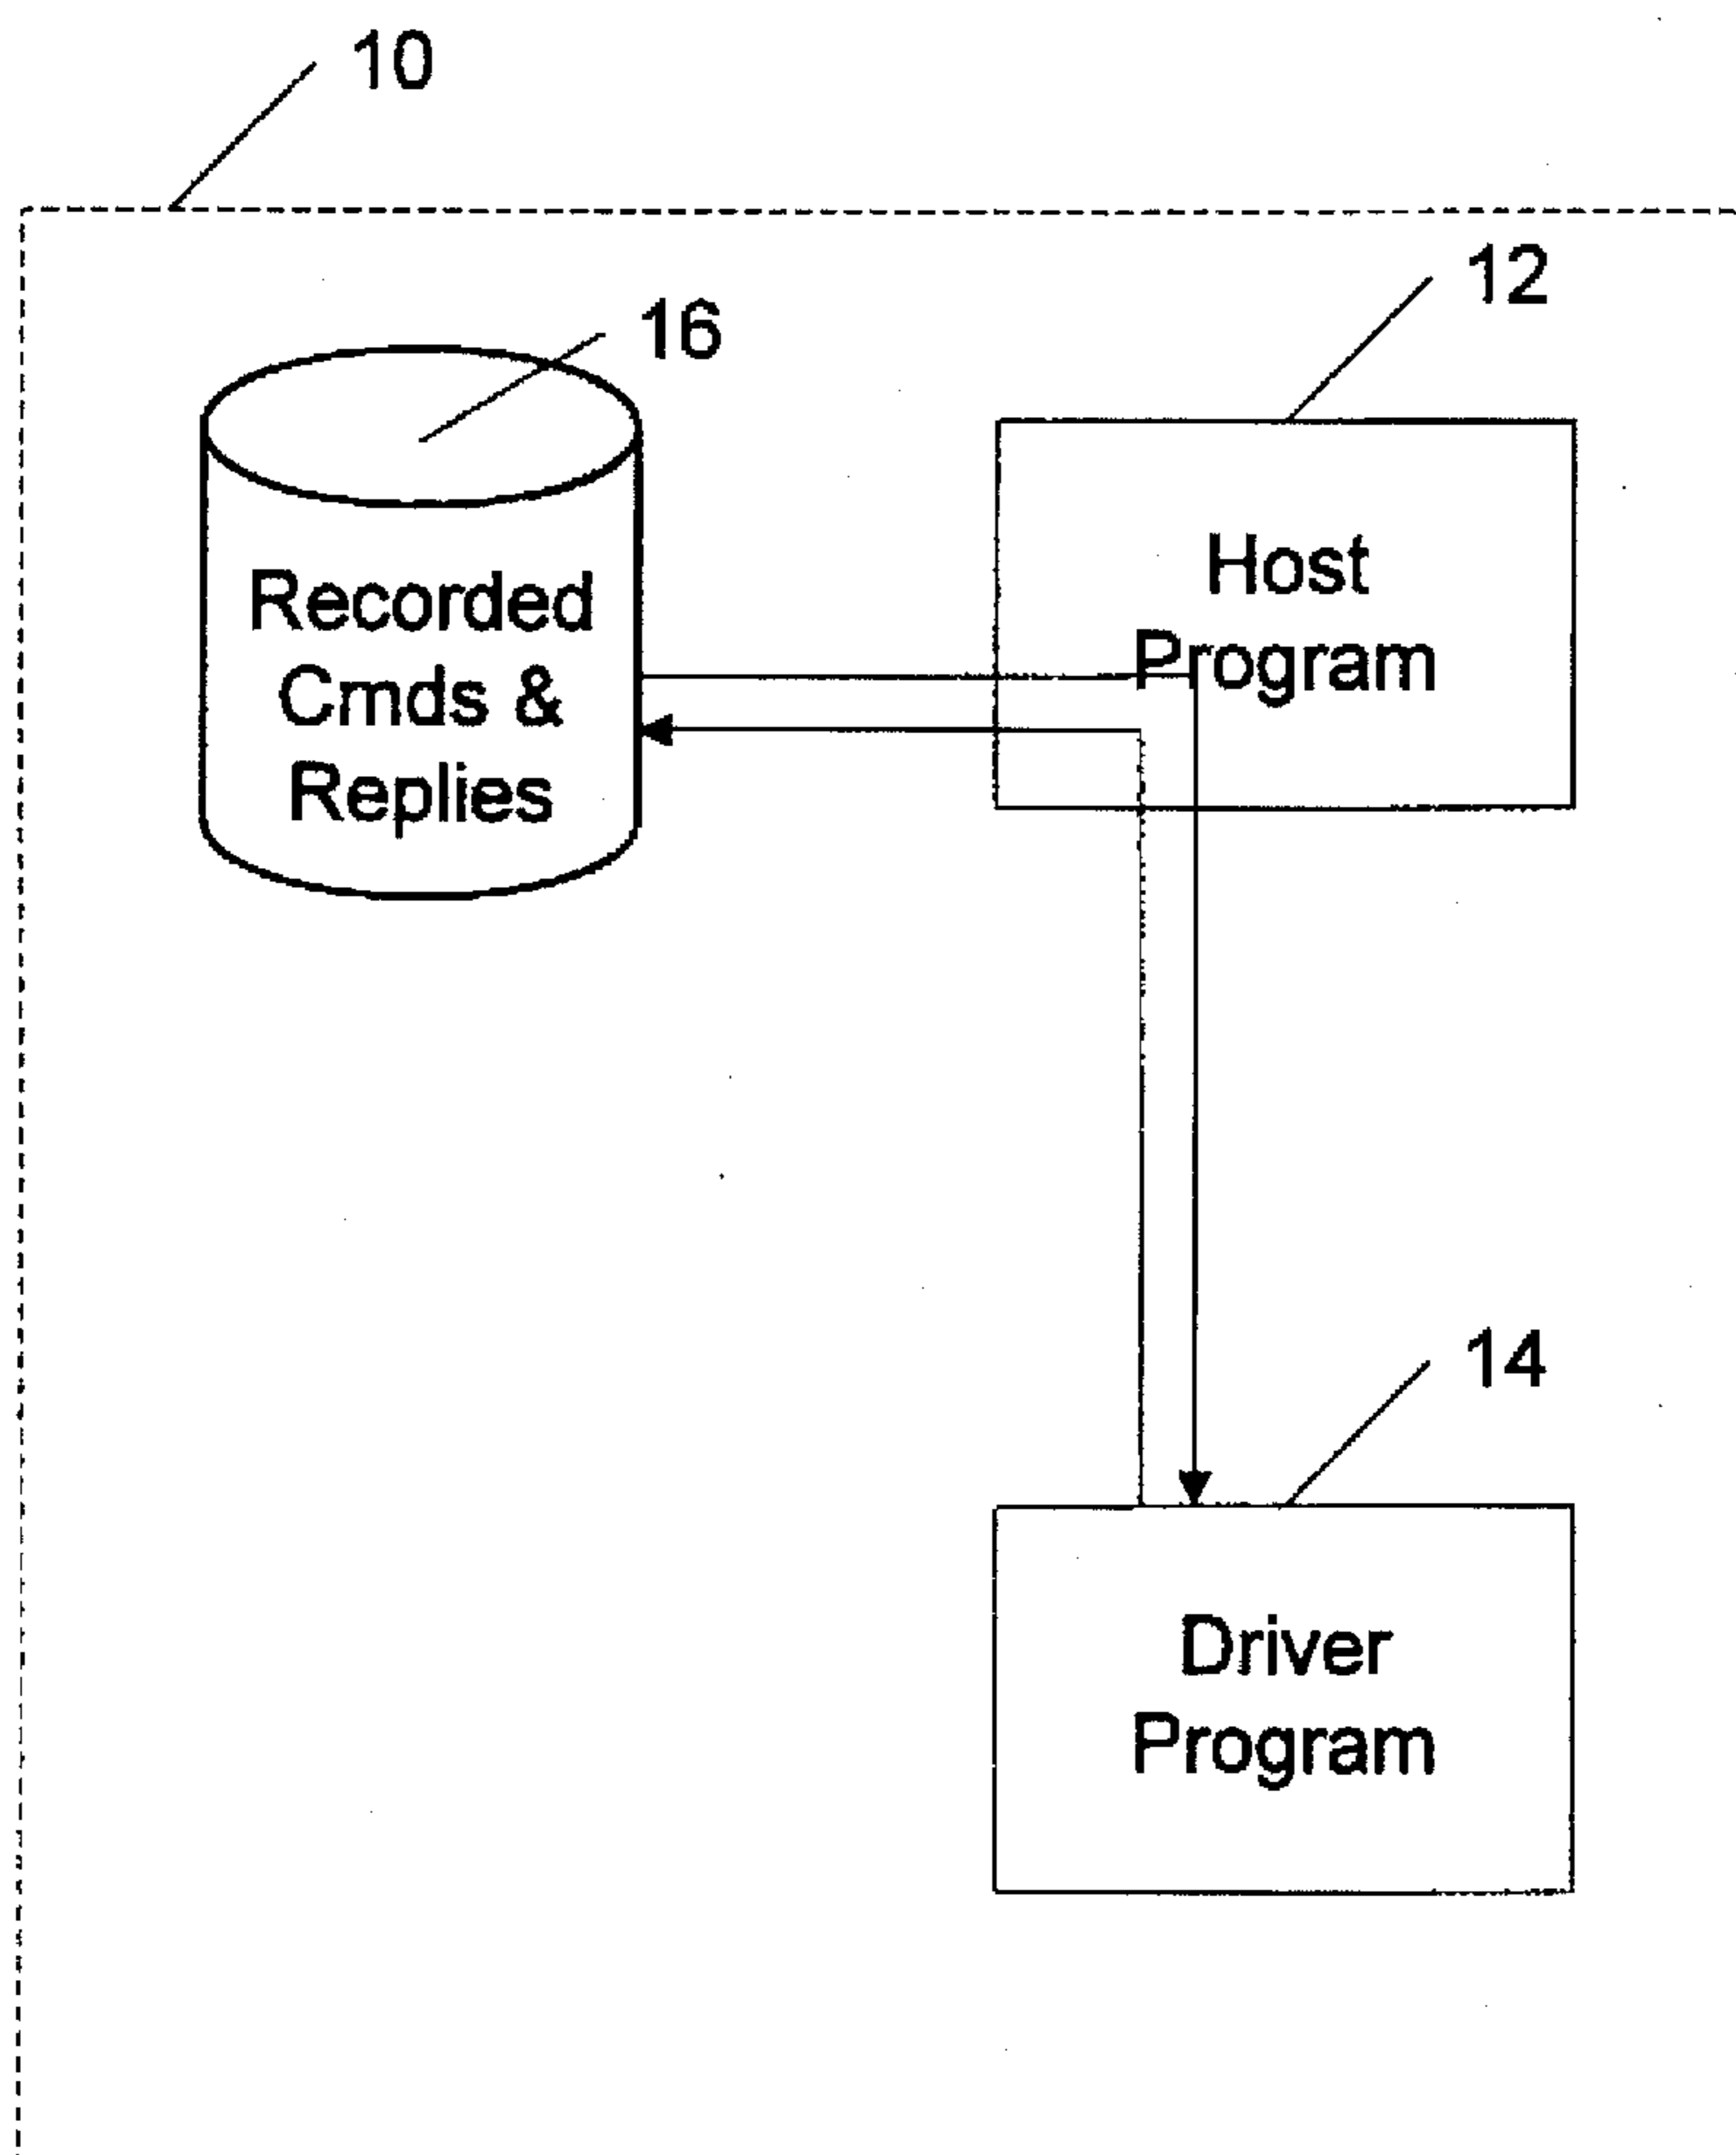 10
12
16
Host
Program
Recorded
Cmds &
Replies
14
Driver
Program